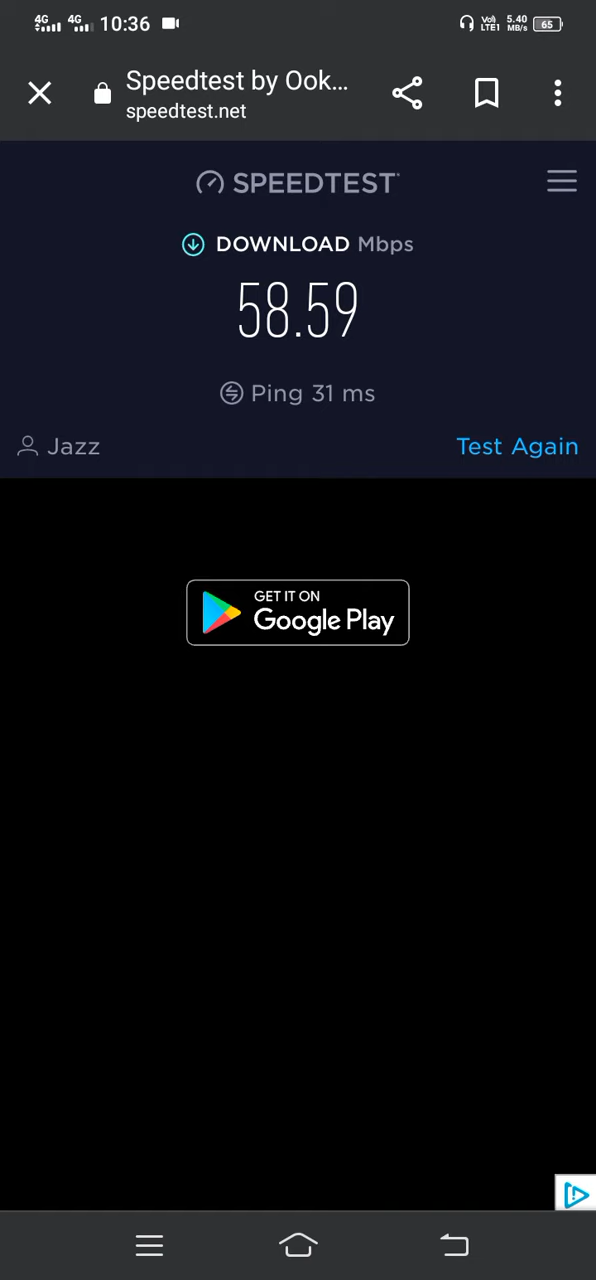 4G 4G 10:36 Vo) LTE1 5.40 MB/s 65
Speedtest by Ook...
speedtest.net
SPEEDTEST
DOWNLOAD Mbps
58.59
Ping 31 ms
Jazz Test Again
GET IT ON
Google Play